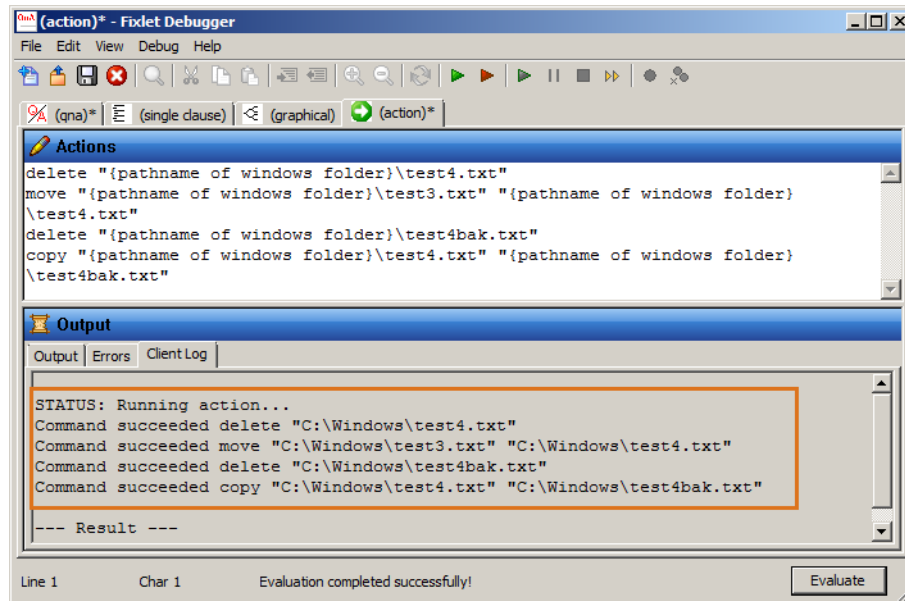 QnA (action)* - Fixlet Debugger
File Edit View Debug Help
(qna)* (single clause) (graphical) (action)*
Actions
delete "{pathname of windows folder}\test4.txt"
move "{pathname of windows folder}\test3.txt" "{pathname of windows folder}
\test4.txt"
delete "{pathname of windows folder}\test4bak.txt"
copy "{pathname of windows folder}\test4.txt" "{pathname of windows folder}
\test4bak.txt"
Output
Output Errors Client Log
STATUS: Running action...
Command succeeded delete "C:\Windows\test4.txt"
Command succeeded move "C:\Windows\test3.txt" "C:\Windows\test4.txt"
Command succeeded delete "C:\Windows\test4bak.txt"
Command succeeded copy "C:\Windows\test4.txt" "C:\Windows\test4bak.txt"
--- Result ---
Line 1 Char 1 Evaluation completed successfully! Evaluate